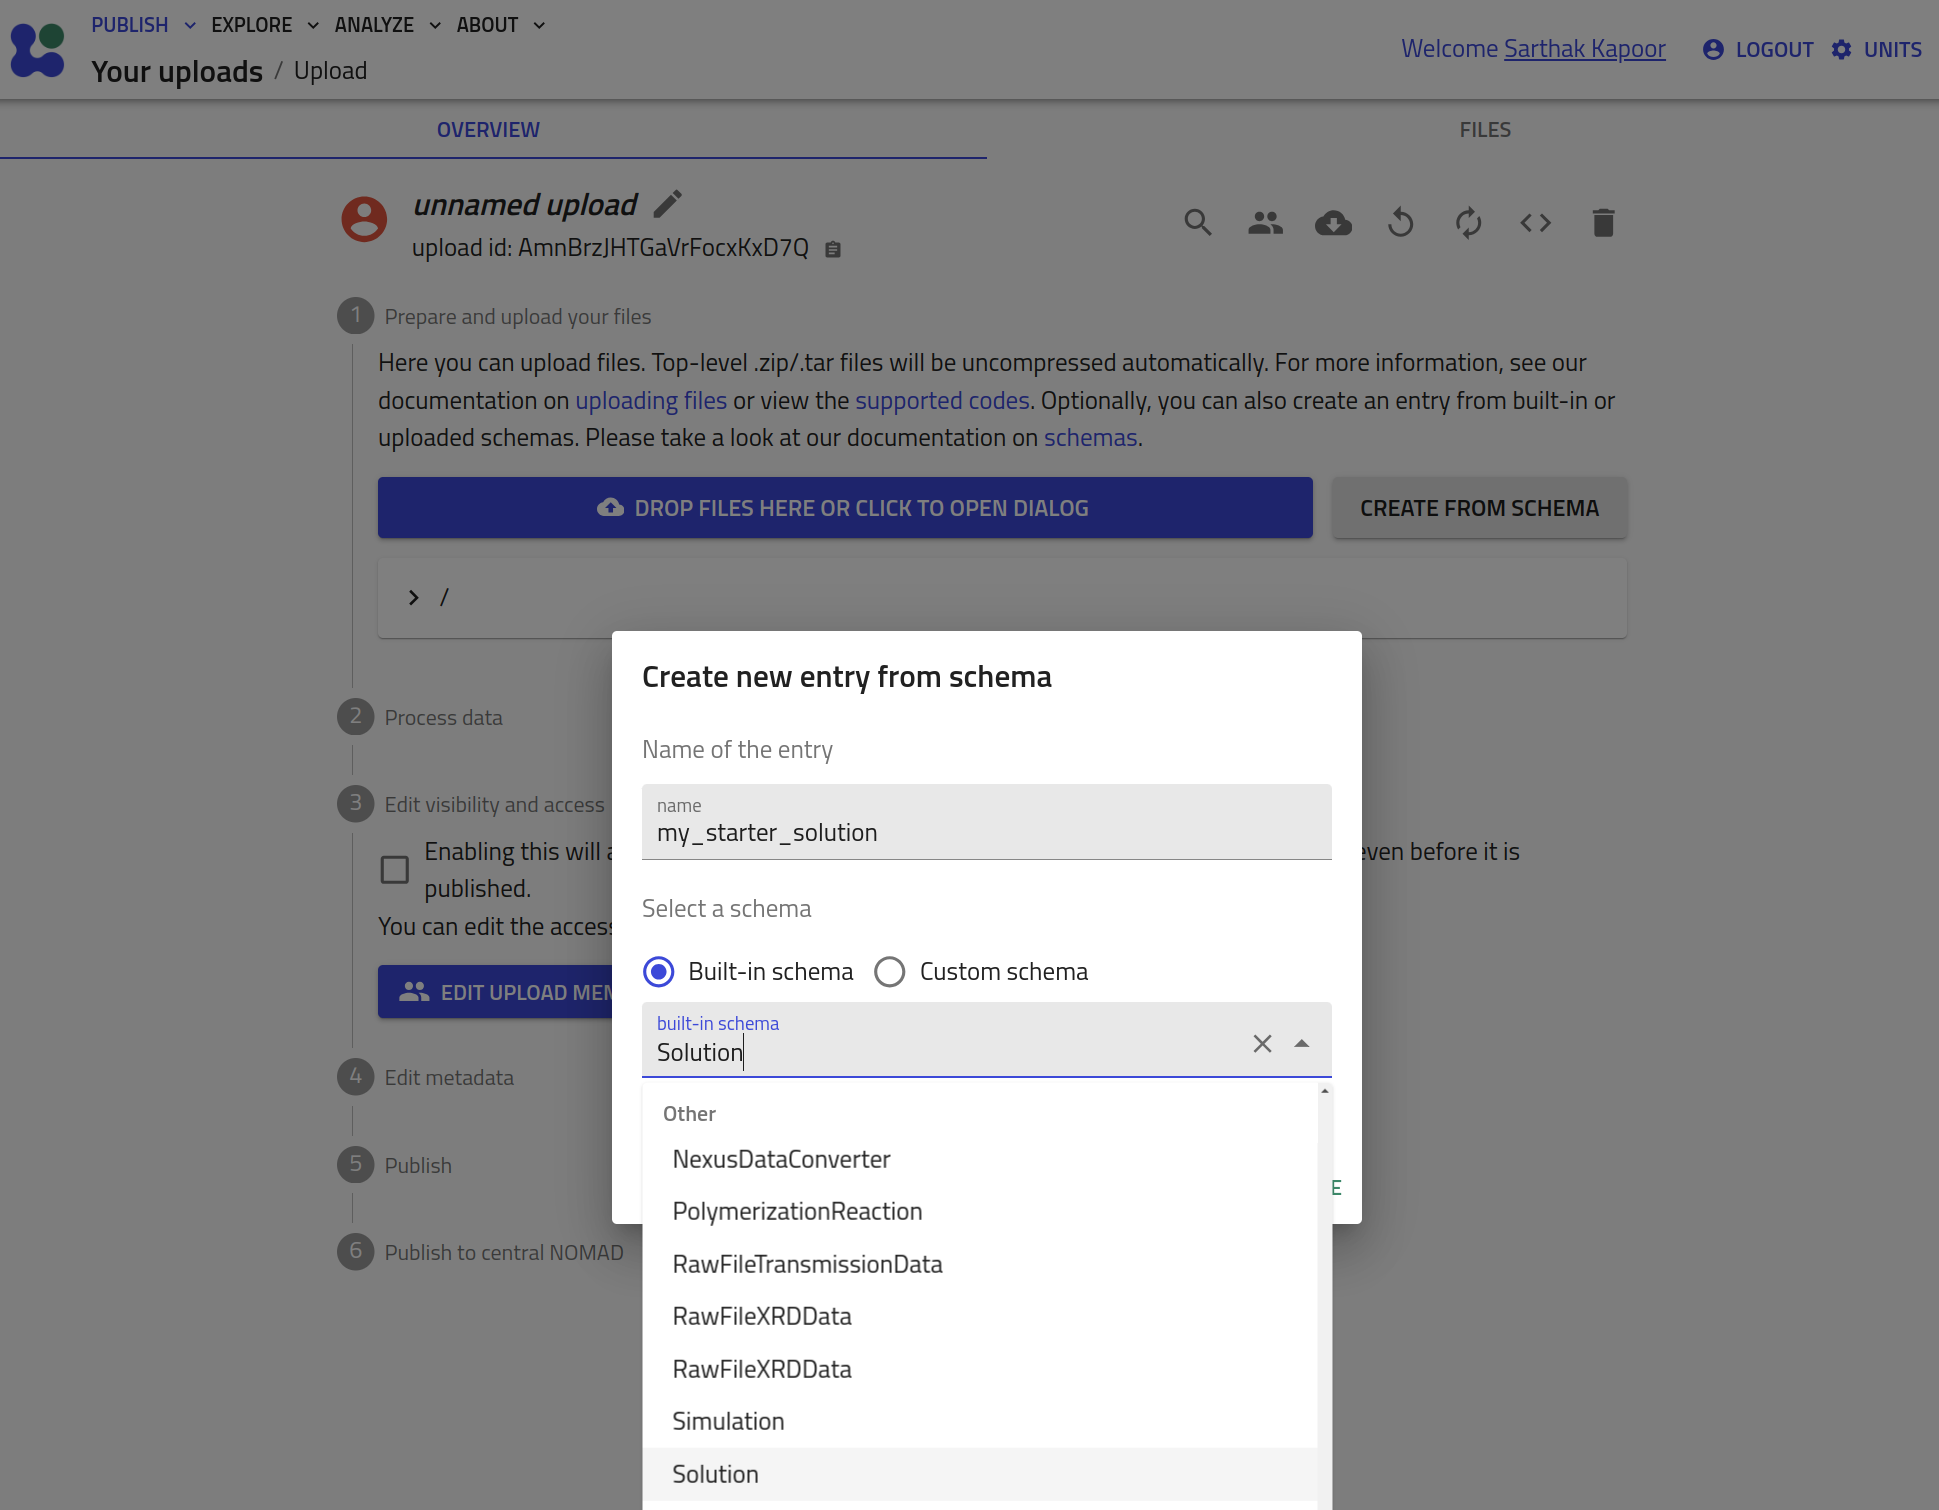 PUBLISH EXPLORE ANALYZE ABOUT
Your uploads / Upload
Welcome Sarthak Kapoor LOGOUT UNITS
OVERVIEW FILES
unnamed upload
upload id: AmnBrzJHTGaVrFocxKxD7Q
1 Prepare and upload your files
Here you can upload files. Top-level .zip/.tar files will be uncompressed automatically. For more information, see our
documentation on uploading files or view the supported codes. Optionally, you can also create an entry from built-in or
uploaded schemas. Please take a look at our documentation on schemas.
DROP FILES HERE OR CLICK TO OPEN DIALOG CREATE FROM SCHEMA
/
2 Process data
3 Edit visibility and access
Enabling this will even before it is
published.
You can edit the access
EDIT UPLOAD
4 Edit metadata
5 Publish
6 Publish to central NOMAD
Create new entry from schema
Name of the entry
name
my_starter_solution
Select a schema
Built-in schema Custom schema
built-in schema
Solution
Other
NexusDataConverter
PolymerizationReaction
RawFileTransmissionData
RawFileXRDData
RawFileXRDData
Simulation
Solution